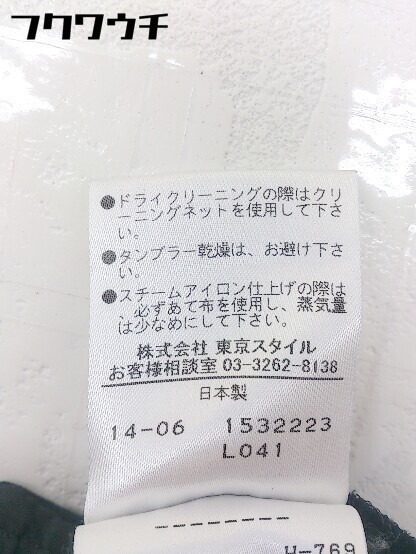 フクワウチ
●ドライクリーニングの際はクリ
ーニングネットを使用して下さ
い。
●タンブラー乾燥は、お避け下さ
い。
●スチームアイロン仕上げの際は
、必ずあて布を使用し、蒸気量
は少なめにして下さい。
株式会社 東京スタイル
お客様相談室 03-3262-8138
日本製
14-06 1532223
L041
W-769